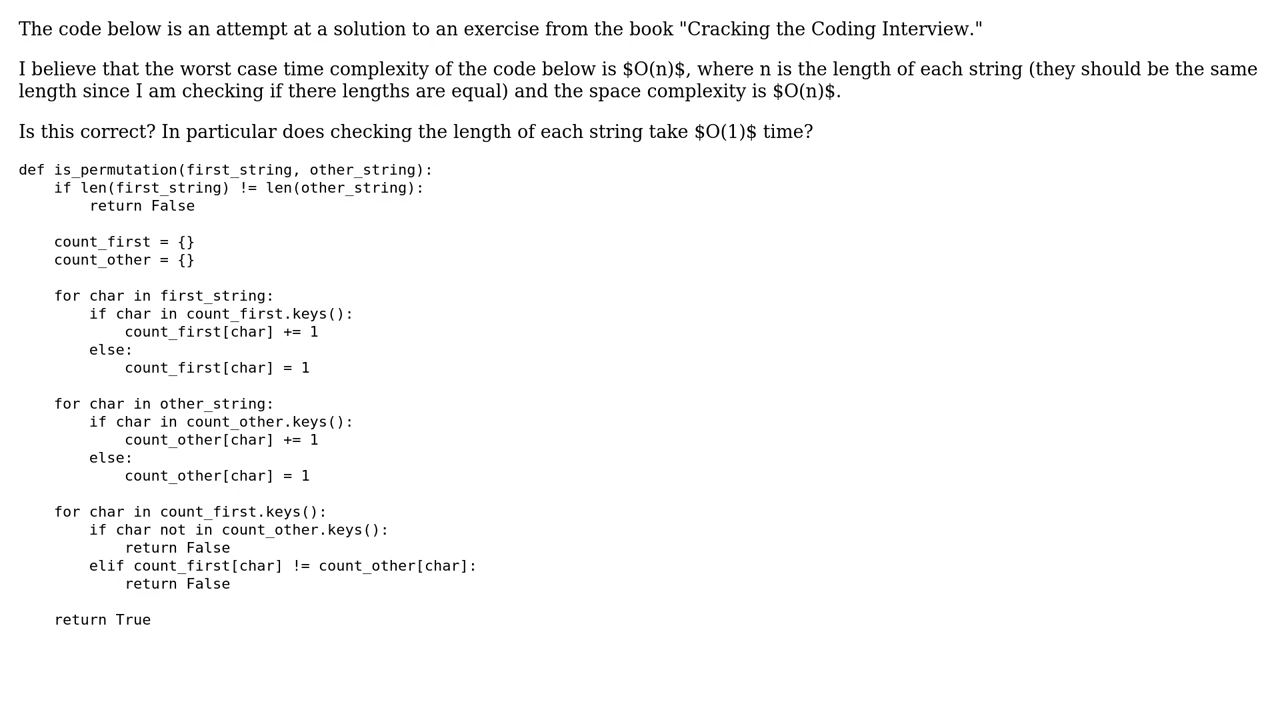 The code below is an attempt at a solution to an exercise from the book "Cracking the Coding Interview."
I believe that the worst case time complexity of the code below is $O(n)$, where n is the length of each string (they should be the same
length since I am checking if there lengths are equal) and the space complexity is $O(n)$.
Is this correct? In particular does checking the length of each string take $O(1)$ time?
def is_permutation(first_string, other_string):
    if len(first_string) != len(other_string):
        return False

    count_first = {}
    count_other = {}

    for char in first_string:
        if char in count_first.keys():
            count_first[char] += 1
        else:
            count_first[char] = 1

    for char in other_string:
        if char in count_other.keys():
            count_other[char] += 1
        else:
            count_other[char] = 1

    for char in count_first.keys():
        if char not in count_other.keys():
            return False
        elif count_first[char] != count_other[char]:
            return False

    return True